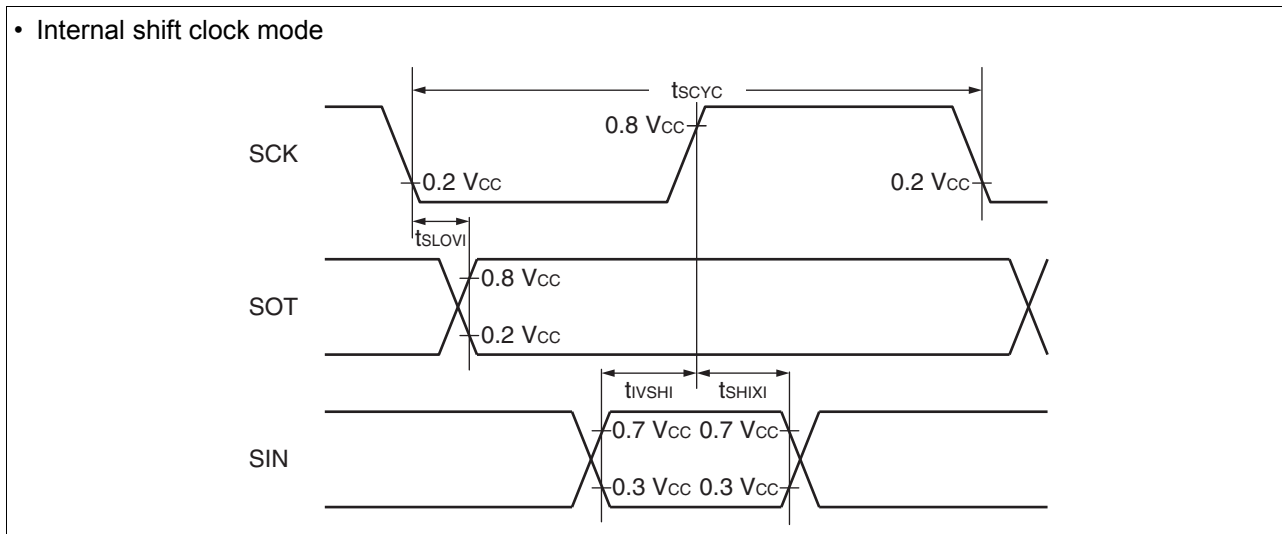 • Internal shift clock mode
tSCYC
0.8 VCC
SCK
0.2 VCC
0.2 VCC
tSLOVI
0.8 VCC
SOT
0.2 VCC
tIVSHI
tSHIXI
0.7 VCC 0.7 VCC
SIN
0.3 VCC 0.3 VCC